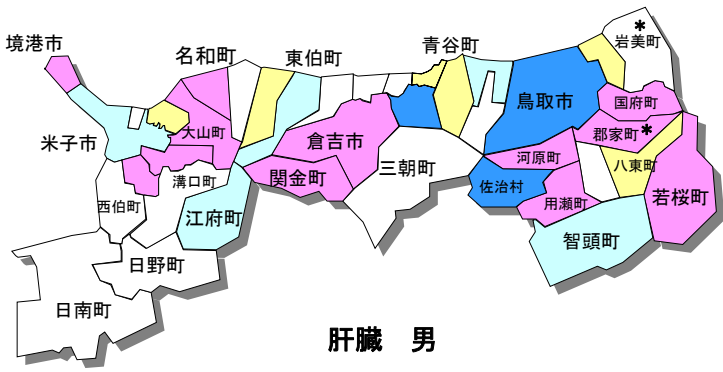 境港市
名和町
東伯町
青谷町
＊
岩美町
鳥取市
国府町
米子市
大山町
倉吉市
郡家町＊
河原町
三朝町
八東町
関金町
溝口町
佐治村
若桜町
西伯町
江府町
用瀬町
智頭町
日野町
日南町
肝臓　男